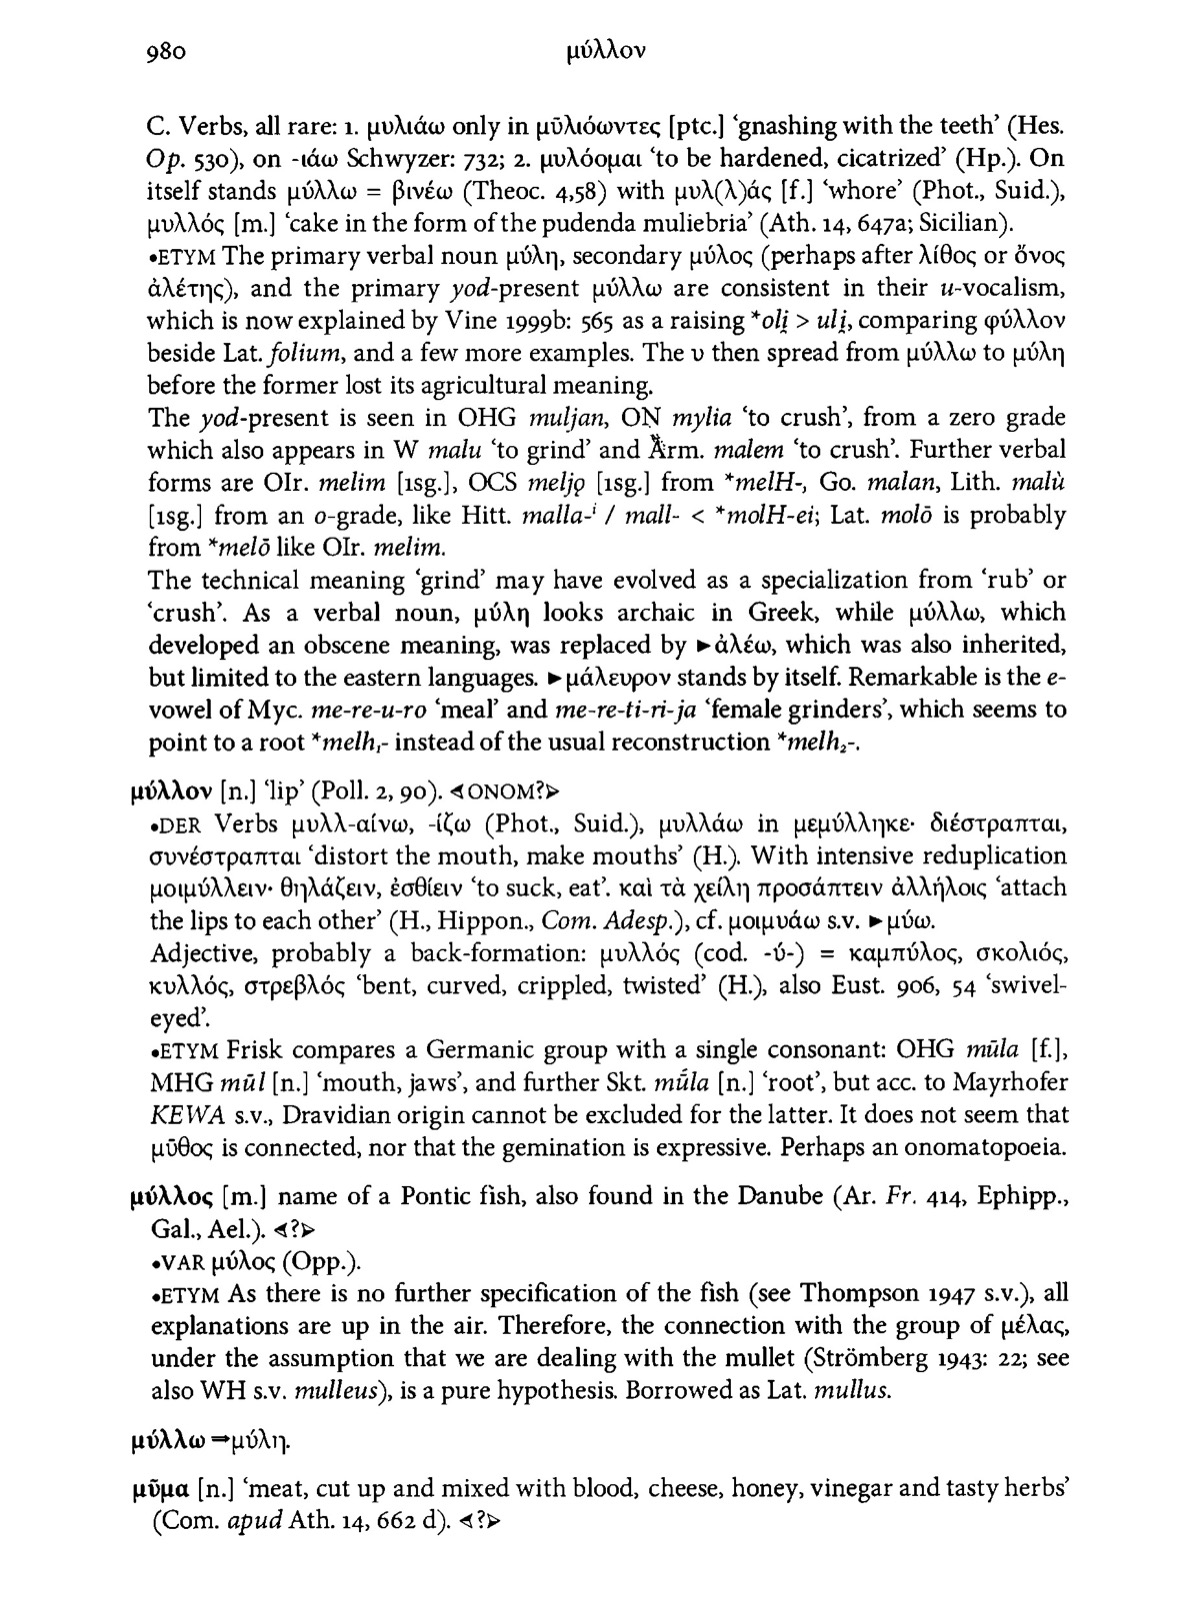 980
μύλλον
C. Verbs, all rare: 1. μυλιάω only in μῡλιόωντες [ptc.] ‘gnashing with the teeth’ (Hes.
Op. 530), on -ιάω Schwyzer: 732; 2. μυλόομαι ‘to be hardened, cicatrized’ (Hp.). On
itself stands μύλλω = βινέω (Theoc. 4,58) with μυλ(λ)άς [f.] ‘whore’ (Phot., Suid.),
μυλλός [m.] ‘cake in the form of the pudenda muliebria’ (Ath. 14, 647a; Sicilian).
•ETYM The primary verbal noun μύλη, secondary μύλος (perhaps after λίθος or ὄνος
ἀλέτης), and the primary yod-present μύλλω are consistent in their u-vocalism,
which is now explained by Vine 1999b: 565 as a raising *oli̯ > uli̯, comparing φύλλον
beside Lat. folium, and a few more examples. The υ then spread from μύλλω to μύλη
before the former lost its agricultural meaning.
The yod-present is seen in OHG muljan, ON mylia ‘to crush’, from a zero grade
which also appears in W malu ‘to grind’ and Arm. malem ‘to crush’. Further verbal
forms are OIr. melim [1sg.], OCS meljǫ [1sg.] from *melH-, Go. malan, Lith. malù
[1sg.] from an o-grade, like Hitt. malla-ⁱ / mall- < *molH-ei; Lat. molō is probably
from *melō like OIr. melim.
The technical meaning ‘grind’ may have evolved as a specialization from ‘rub’ or
‘crush’. As a verbal noun, μύλη looks archaic in Greek, while μύλλω, which
developed an obscene meaning, was replaced by ►ἀλέω, which was also inherited,
but limited to the eastern languages. ►μάλευρον stands by itself. Remarkable is the e-
vowel of Myc. me-re-u-ro ‘meal’ and me-re-ti-ri-ja ‘female grinders’, which seems to
point to a root *melh₁- instead of the usual reconstruction *melh₂-.
μύλλον [n.] ‘lip’ (Poll. 2, 90). ⊲ONOM?⊳
•DER Verbs μυλλ-αίνω, -ίζω (Phot., Suid.), μυλλάω in μεμύλληκε· διέστραπται,
συνέστραπται ‘distort the mouth, make mouths’ (H.). With intensive reduplication
μοιμύλλειν· θηλάζειν, ἐσθίειν ‘to suck, eat’. καὶ τὰ χείλη προσάπτειν ἀλλήλοις ‘attach
the lips to each other’ (H., Hippon., Com. Adesp.), cf. μοιμυάω s.v. ►μύω.
Adjective, probably a back-formation: μυλλός (cod. -ύ-) = καμπύλος, σκολιός,
κυλλός, στρεβλός ‘bent, curved, crippled, twisted’ (H.), also Eust. 906, 54 ‘swivel-
eyed’.
•ETYM Frisk compares a Germanic group with a single consonant: OHG mūla [f.],
MHG mūl [n.] ‘mouth, jaws’, and further Skt. mū́la [n.] ‘root’, but acc. to Mayrhofer
KEWA s.v., Dravidian origin cannot be excluded for the latter. It does not seem that
μῦθος is connected, nor that the gemination is expressive. Perhaps an onomatopoeia.
μύλλος [m.] name of a Pontic fish, also found in the Danube (Ar. Fr. 414, Ephipp.,
Gal., Ael.). ⊲?⊳
•VAR μύλος (Opp.).
•ETYM As there is no further specification of the fish (see Thompson 1947 s.v.), all
explanations are up in the air. Therefore, the connection with the group of μέλας,
under the assumption that we are dealing with the mullet (Strömberg 1943: 22; see
also WH s.v. mulleus), is a pure hypothesis. Borrowed as Lat. mullus.
μύλλω ⇒μύλη.
μῦμα [n.] ‘meat, cut up and mixed with blood, cheese, honey, vinegar and tasty herbs’
(Com. apud Ath. 14, 662 d). ⊲?⊳